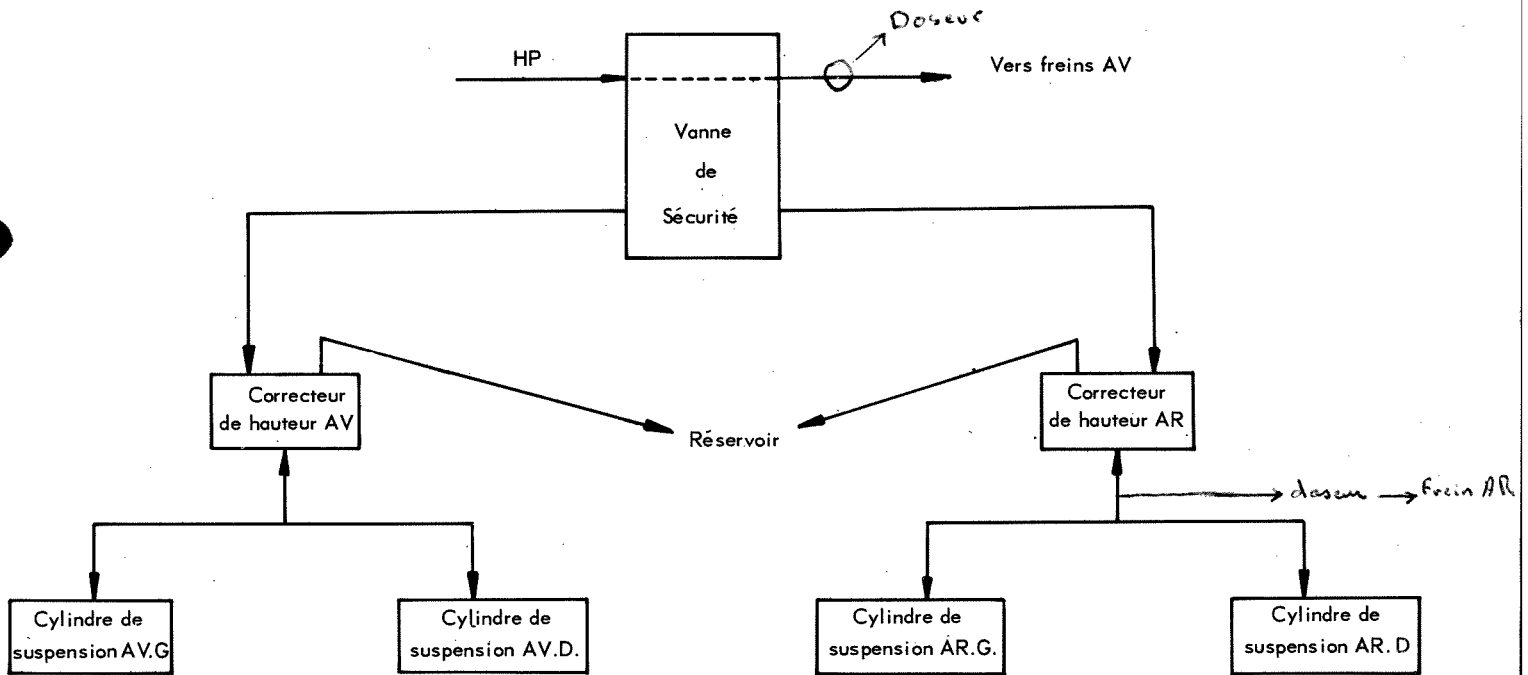 Doseur
HP
Vers freins AV
Vanne
de
Sécurité
Correcteur
de hauteur AV
Correcteur
de hauteur AR
Réservoir
doseur
Frein AR
Cylindre de
suspension AV.G
Cylindre de
suspension AV.D.
Cylindre de
suspension AR.G.
Cylindre de
suspension AR.D